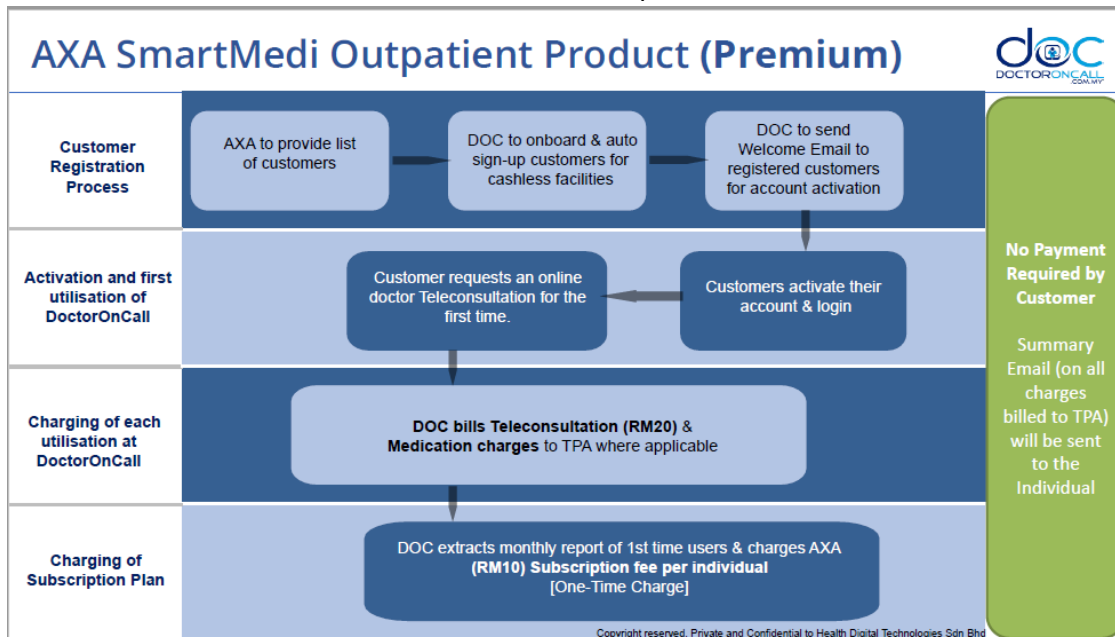 AXA SmartMedi Outpatient Product (Premium)
doc
DOCTORONCALL
.COM.MY
Customer
Registration
Process
AXA to provide list
of customers
DOC to onboard & auto
sign-up customers for
cashless facilities
DOC to send
Welcome Email to
registered customers
for account activation
Activation and first
utilisation of
DoctorOnCall
Customer requests an online
doctor Teleconsultation for the
first time.
Customers activate their
account & login
Charging of each
utilisation at
DoctorOnCall
DOC bills Teleconsultation (RM20) &
Medication charges to TPA where applicable
Charging of
Subscription Plan
DOC extracts monthly report of 1st time users & charges AXA
(RM10) Subscription fee per individual
[One-Time Charge]
No Payment
Required by
Customer
Summary
Email (on all
charges
billed to TPA)
will be sent
to the
Individual
Copyright reserved. Private and Confidential to Health Digital Technologies Sdn Bhd